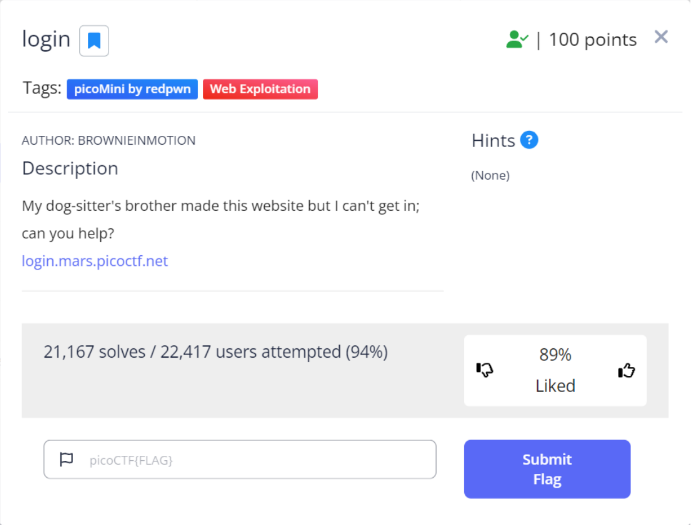 login
| 100 points
Tags: picoMini by redpwn Web Exploitation
AUTHOR: BROWNIEINMOTION
Description
My dog-sitter's brother made this website but I can't get in;
can you help?
login.mars.picoctf.net
Hints ?
(None)
21,167 solves / 22,417 users attempted (94%)
89%
Liked
picoCTF{FLAG}
Submit
Flag